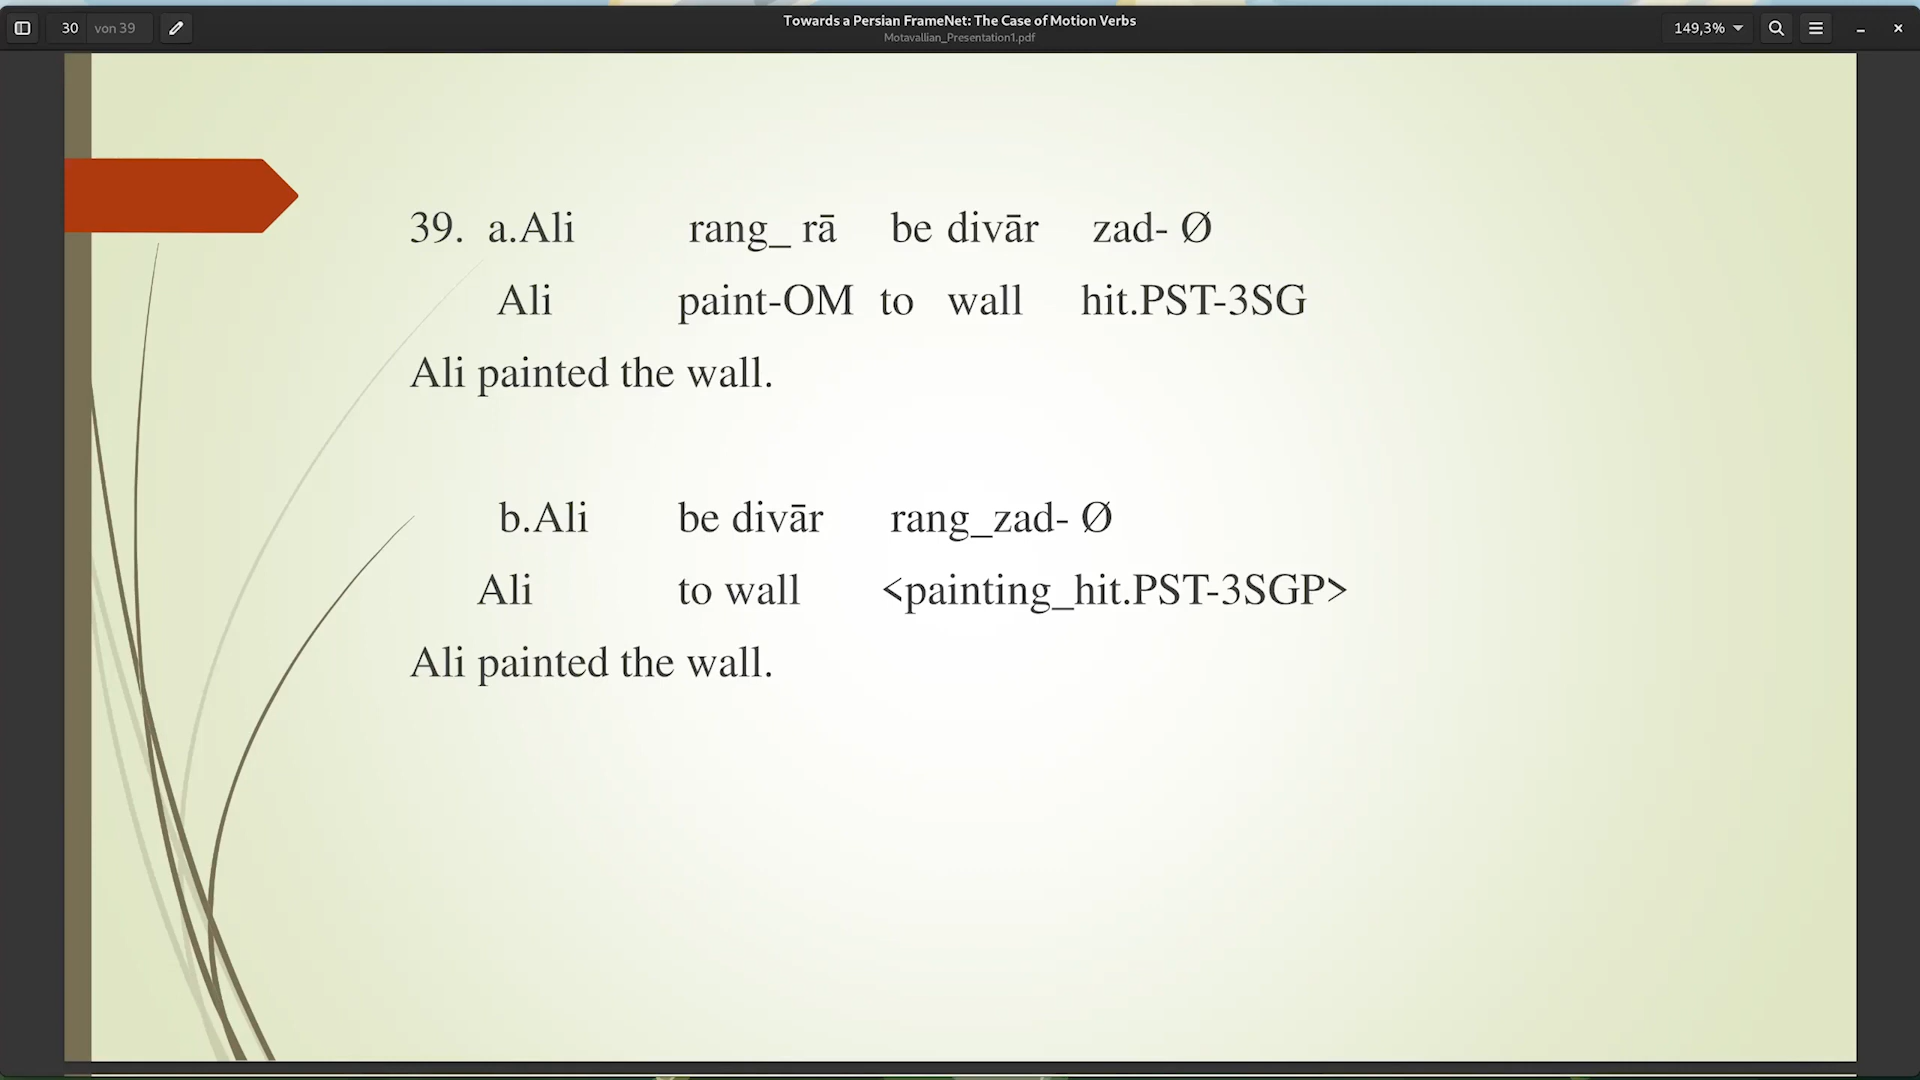 Towards a Persian FrameNet: The Case of Motion Verbs
Motavallian_Presentation1.pdf
30 von 39
149,3%
39. a.Ali rang_ rā be divār zad- Ø
Ali paint-OM to wall hit.PST-3SG
Ali painted the wall.
b.Ali be divār rang_zad- Ø
Ali to wall <painting_hit.PST-3SGP>
Ali painted the wall.